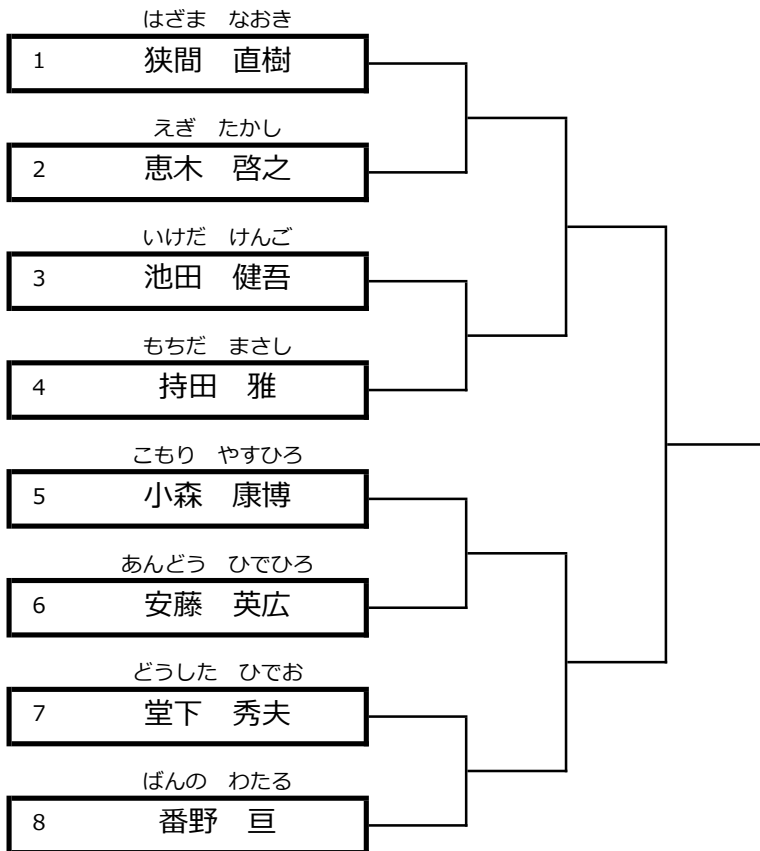 はざま　なおき
1　狭間　直樹
えぎ　たかし
2　恵木　啓之
いけだ　けんご
3　池田　健吾
もちだ　まさし
4　持田　雅
こもり　やすひろ
5　小森　康博
あんどう　ひでひろ
6　安藤　英広
どうした　ひでお
7　堂下　秀夫
ばんの　わたる
8　番野　亘